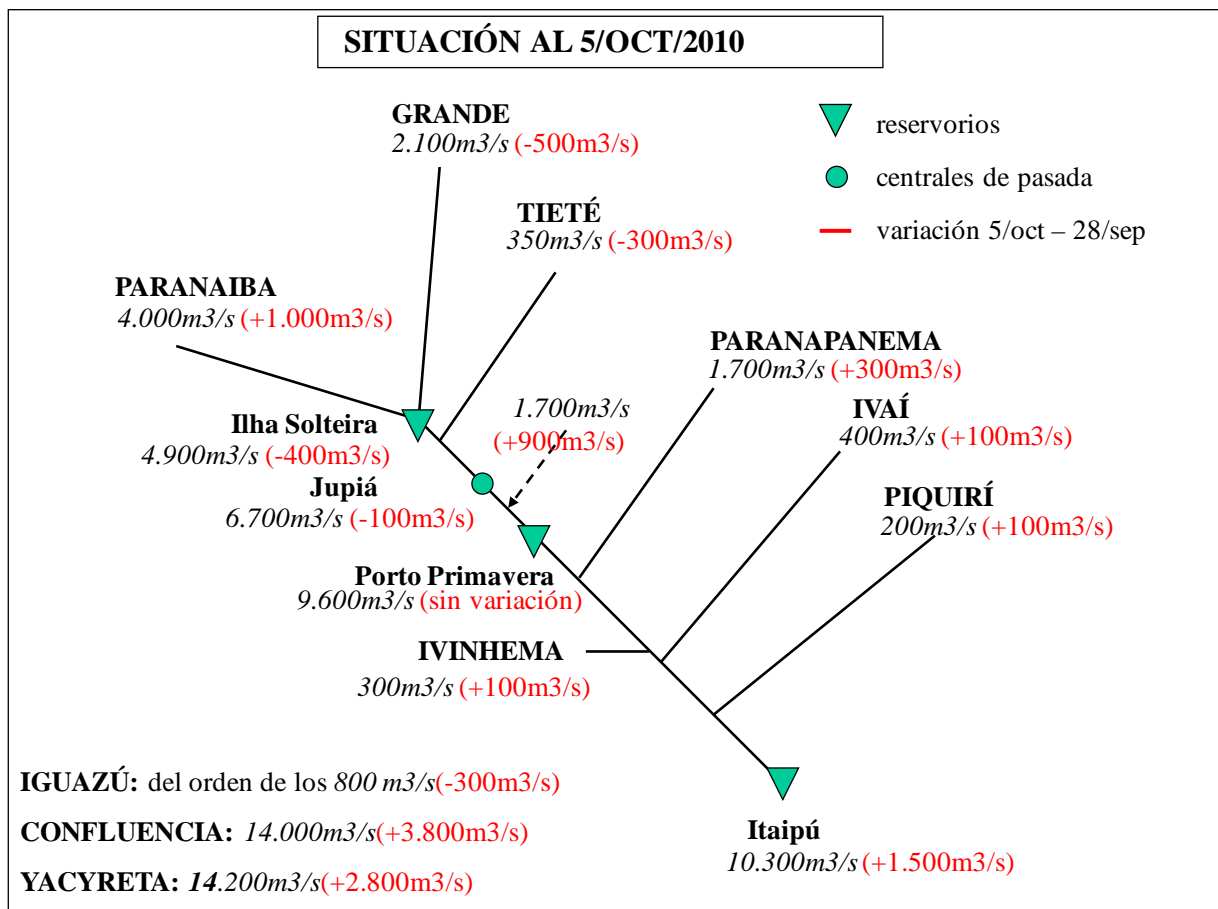 SITUACIÓN AL 5/OCT/2010
GRANDE
2.100m3/s (-500m3/s)
reservorios
centrales de pasada
variación 5/oct – 28/sep
TIETÉ
350m3/s (-300m3/s)
PARANAIBA
4.000m3/s (+1.000m3/s)
PARANAPANEMA
1.700m3/s (+300m3/s)
1.700m3/s
(+900m3/s)
IVAÍ
400m3/s (+100m3/s)
Ilha Solteira
4.900m3/s (-400m3/s)
Jupiá
6.700m3/s (-100m3/s)
PIQUIRÍ
200m3/s (+100m3/s)
Porto Primavera
9.600m3/s (sin variación)
IVINHEMA
300m3/s (+100m3/s)
IGUAZÚ: del orden de los 800 m3/s(-300m3/s)
CONFLUENCIA: 14.000m3/s(+3.800m3/s)
YACYRETA: 14.200m3/s(+2.800m3/s)
Itaipú
10.300m3/s (+1.500m3/s)